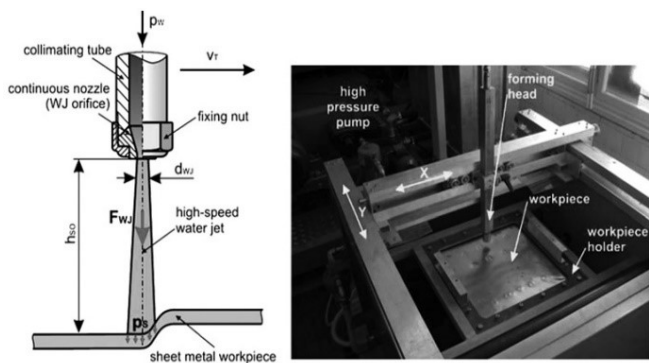 pW
collimating tube
vT
continuous nozzle
(WJ orifice)
fixing nut
dWJ
FWJ
high-speed
water jet
hSO
pS
sheet metal workpiece
high
pressure
pump
forming
head
X
Y
workpiece
workpiece
holder